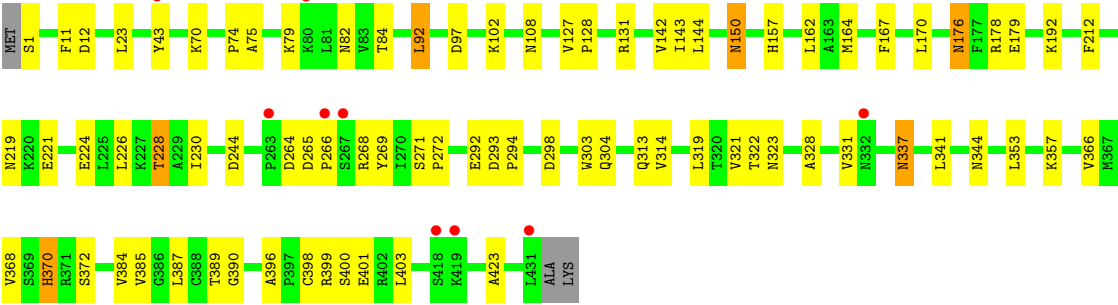 MET S1 F11 D12 L23 Y43 K70 P74 A75 K79 K80 L81 N82 V83 T84 L92 D97 K102 N108 V127 P128 R131 V142 I143 L144 N150 H157 L162 A163 M164 F167 L170 N176 F177 R178 E179 K192 F212
N219 K220 E221 E224 L225 L226 K227 T228 A229 I230 D244 P263 D264 D265 P266 S267 R268 Y269 I270 S271 P272 E292 D293 P294 D298 W303 Q304 Q313 V314 L319 T320 V321 T322 N323 A328 V331 N332 N337 L341 N344 L353 K357 V366 M367
V368 S369 H370 R371 S372 V384 V385 G386 L387 C388 T389 G390 A396 P397 C398 R399 S400 E401 R402 L403 S418 K419 A423 L431 ALA LYS